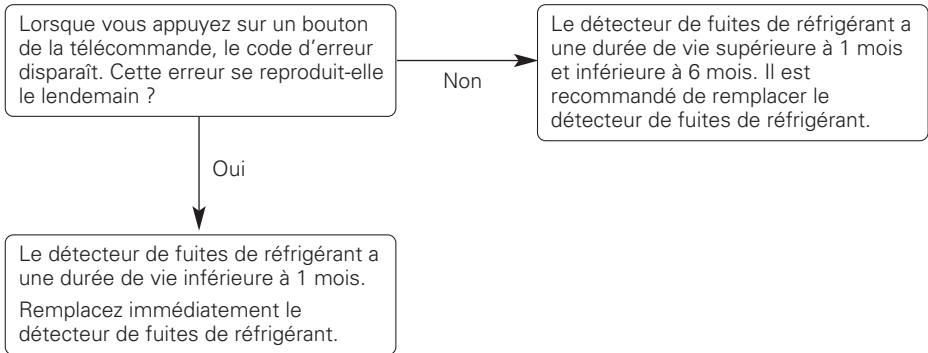 Lorsque vous appuyez sur un bouton
de la télécommande, le code d'erreur
disparaît. Cette erreur se reproduit-elle
le lendemain ?
Non
Le détecteur de fuites de réfrigérant a
une durée de vie supérieure à 1 mois
et inférieure à 6 mois. Il est
recommandé de remplacer le
détecteur de fuites de réfrigérant.
Oui
Le détecteur de fuites de réfrigérant a
une durée de vie inférieure à 1 mois.
Remplacez immédiatement le
détecteur de fuites de réfrigérant.